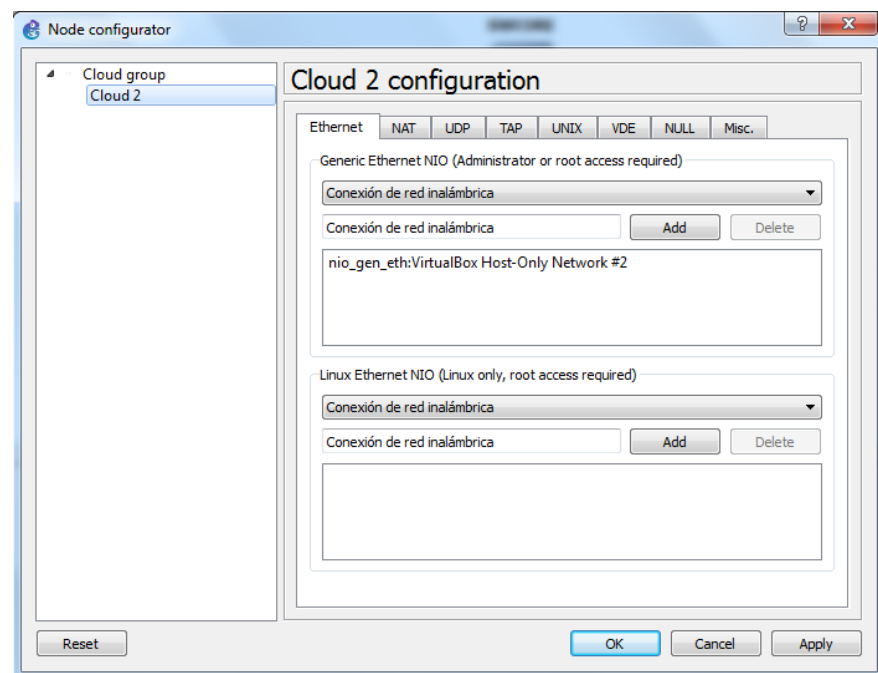 Node configurator
Cloud group
Cloud 2
Cloud 2 configuration
Ethernet NAT UDP TAP UNIX VDE NULL Misc.
Generic Ethernet NIO (Administrator or root access required)
Conexión de red inalámbrica
Conexión de red inalámbrica Add Delete
nio_gen_eth:VirtualBox Host-Only Network #2
Linux Ethernet NIO (Linux only, root access required)
Conexión de red inalámbrica
Conexión de red inalámbrica Add Delete
Reset OK Cancel Apply